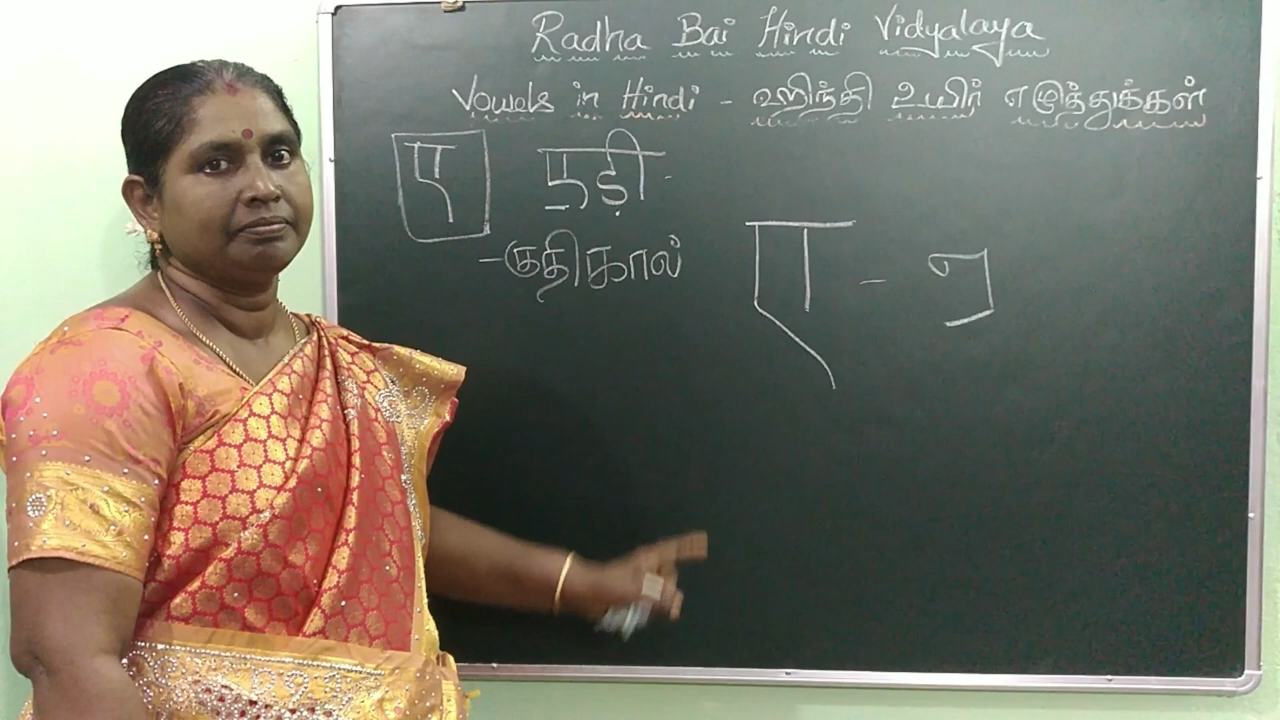 Radha Bai Hindi Vidyalaya
Vowels in Hindi - ஹிந்தி உயிர் எழுத்துக்கள்
ए एड़ी -
- குதிகால்
ए -